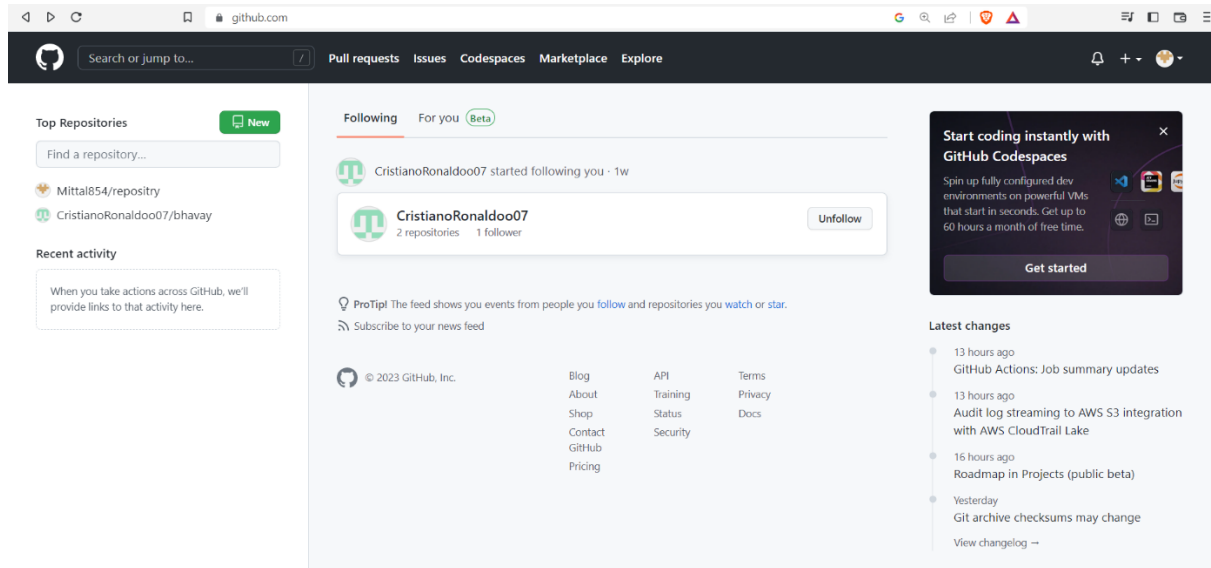 github.com
Search or jump to...
/
Pull requests Issues Codespaces Marketplace Explore
Top Repositories
New
Find a repository...
Mittal854/repositry
CristianoRonaldoo07/bhavay
Recent activity
When you take actions across GitHub, we'll
provide links to that activity here.
Following For you Beta
CristianoRonaldoo07 started following you · 1w
CristianoRonaldoo07
2 repositories 1 follower
Unfollow
ProTip! The feed shows you events from people you follow and repositories you watch or star.
Subscribe to your news feed
© 2023 GitHub, Inc.
Blog
About
Shop
Contact
GitHub
Pricing
API
Training
Status
Security
Terms
Privacy
Docs
Start coding instantly with
GitHub Codespaces
Spin up fully configured dev
environments on powerful VMs
that start in seconds. Get up to
60 hours a month of free time.
Get started
Latest changes
13 hours ago
GitHub Actions: Job summary updates
13 hours ago
Audit log streaming to AWS S3 integration
with AWS CloudTrail Lake
16 hours ago
Roadmap in Projects (public beta)
Yesterday
Git archive checksums may change
View changelog →